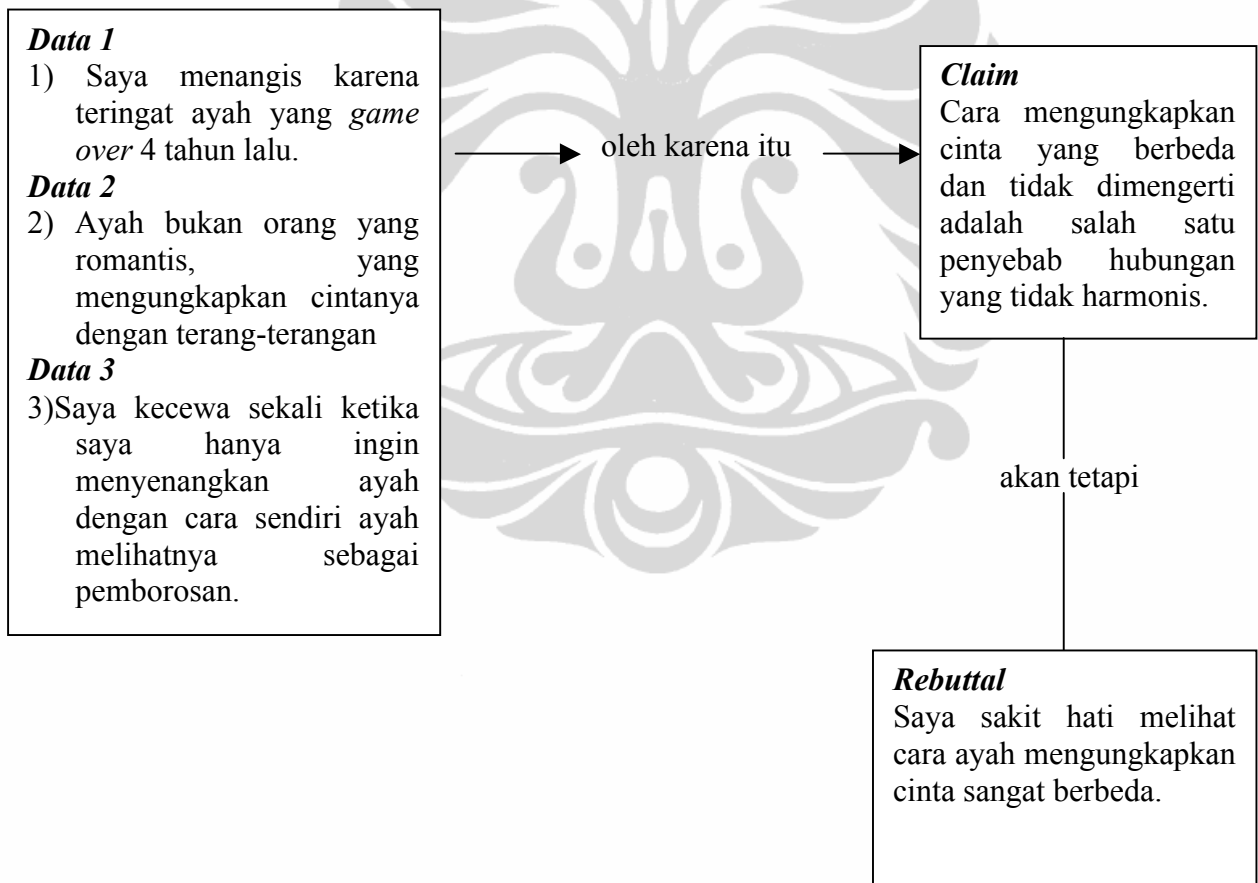 Data 1
1) Saya menangis karena
teringat ayah yang game
over 4 tahun lalu.
Data 2
2) Ayah bukan orang yang
romantis, yang
mengungkapkan cintanya
dengan terang-terangan
Data 3
3)Saya kecewa sekali ketika
saya hanya ingin
menyenangkan ayah
dengan cara sendiri ayah
melihatnya sebagai
pemborosan.
oleh karena itu
Claim
Cara mengungkapkan
cinta yang berbeda
dan tidak dimengerti
adalah salah satu
penyebab hubungan
yang tidak harmonis.
akan tetapi
Rebuttal
Saya sakit hati melihat
cara ayah mengungkapkan
cinta sangat berbeda.